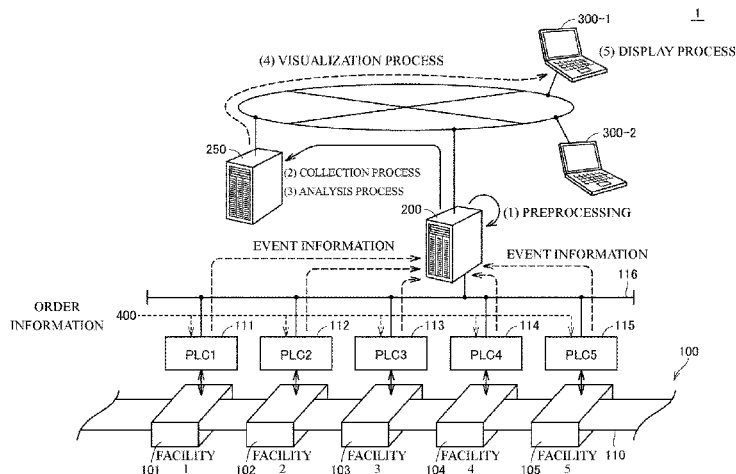 1
300-1
(4) VISUALIZATION PROCESS
(5) DISPLAY PROCESS
300-2
250
(2) COLLECTION PROCESS
(3) ANALYSIS PROCESS
200
(1) PREPROCESSING
EVENT INFORMATION
EVENT INFORMATION
116
ORDER
INFORMATION
400
111
112
113
114
115
PLC1
PLC2
PLC3
PLC4
PLC5
100
110
101
FACILITY
1
102
FACILITY
2
103
FACILITY
3
104
FACILITY
4
105
FACILITY
5